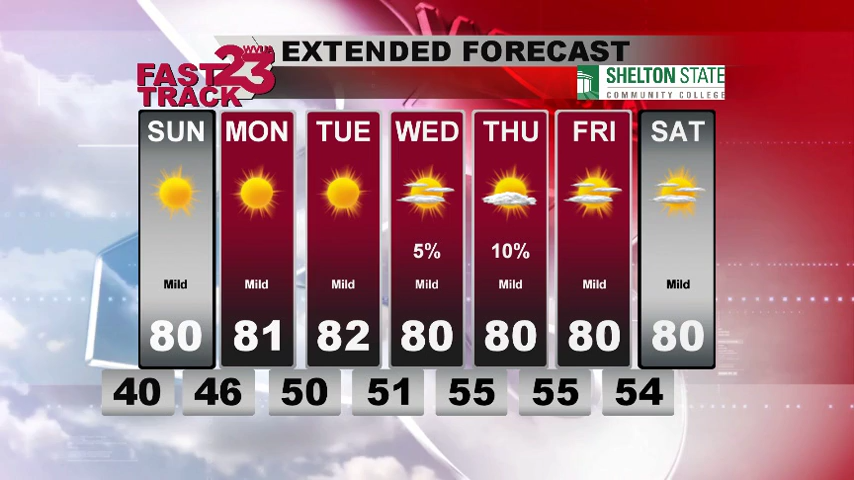 WVUA
23
FAST
TRACK
EXTENDED FORECAST
SHELTON STATE
COMMUNITY COLLEGE
SUN MON TUE WED THU FRI SAT
5% 10%
Mild Mild Mild Mild Mild Mild Mild
80 81 82 80 80 80 80
40 46 50 51 55 55 54